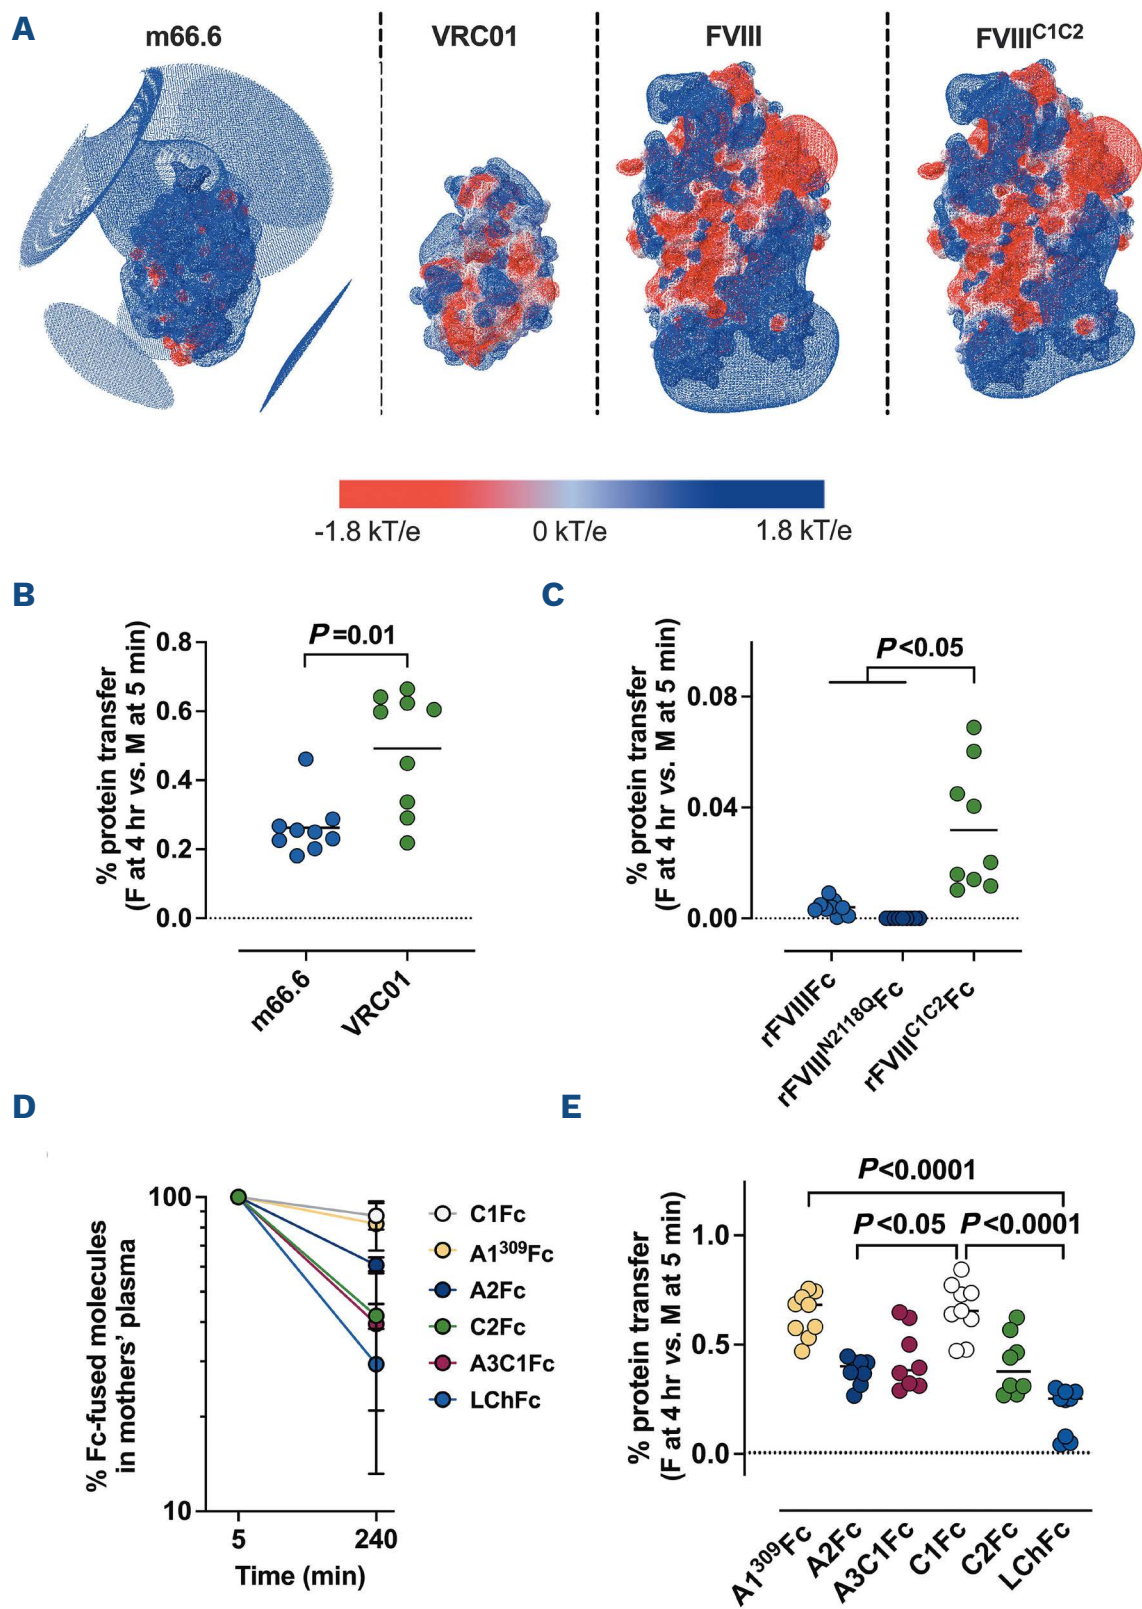 A
m66.6
VRC01
FVIII
FVIII^C1C2
-1.8 kT/e
0 kT/e
1.8 kT/e
B
% protein transfer
(F at 4 hr vs. M at 5 min)
0.8
0.6
0.4
0.2
0.0
P=0.01
m66.6
VRC01
C
% protein transfer
(F at 4 hr vs. M at 5 min)
0.08
0.04
0.00
P<0.05
rFVIIIFc
rFVIII^N2118QFc
rFVIII^C1C2Fc
D
% Fc-fused molecules
in mothers' plasma
100
10
5
240
Time (min)
C1Fc
A1^309Fc
A2Fc
C2Fc
A3C1Fc
LChFc
E
% protein transfer
(F at 4 hr vs. M at 5 min)
1.0
0.5
0.0
P<0.0001
P<0.05
P<0.0001
A1^309Fc
A2Fc
A3C1Fc
C1Fc
C2Fc
LChFc